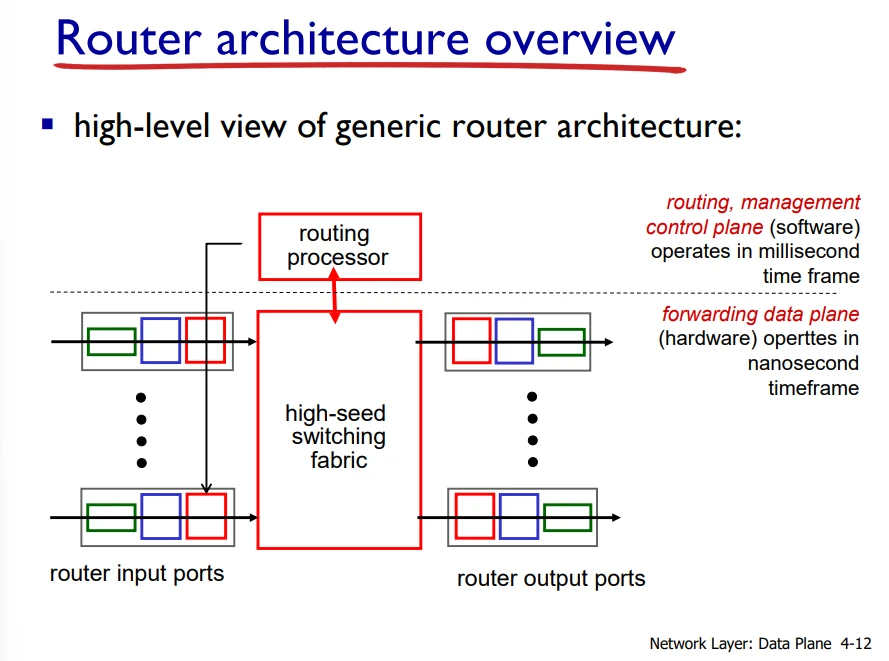 Router architecture overview
high-level view of generic router architecture:
routing, management
control plane (software)
operates in millisecond
time frame
routing
processor
forwarding data plane
(hardware) operttes in
nanosecond
timeframe
high-seed
switching
fabric
router input ports
router output ports
Network Layer: Data Plane 4-12